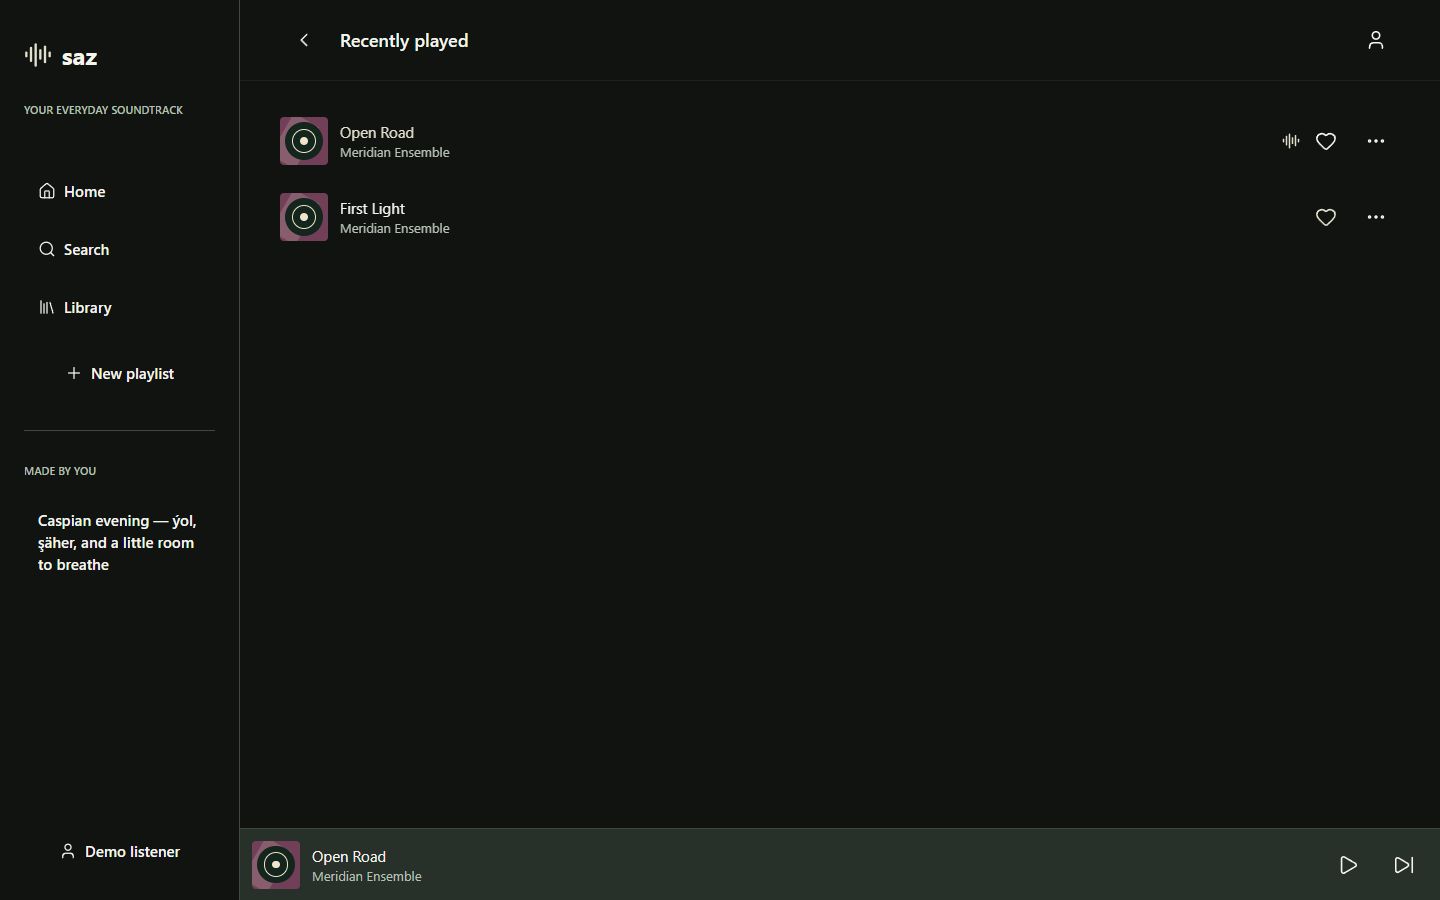 saz
YOUR EVERYDAY SOUNDTRACK
Home
Search
Library
New playlist
MADE BY YOU
Caspian evening — ýol,
şäher, and a little room
to breathe
Demo listener
Recently played
Open Road
Meridian Ensemble
First Light
Meridian Ensemble
Open Road
Meridian Ensemble